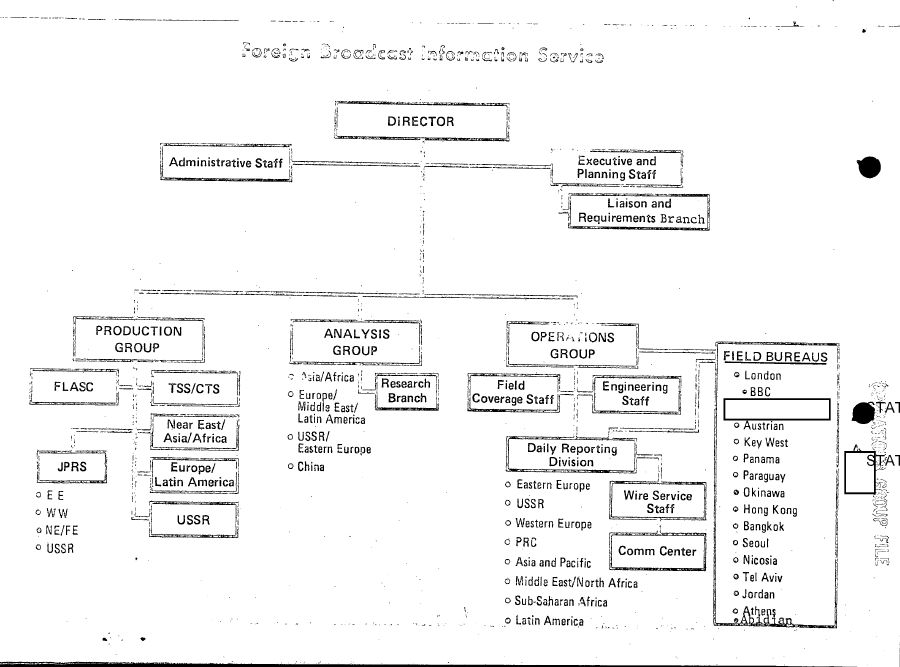 Foreign Broadcast Information Service
DIRECTOR
Administrative Staff
Executive and
Planning Staff
Liaison and
Requirements Branch
PRODUCTION
GROUP
ANALYSIS
GROUP
OPERATIONS
GROUP
FLASC
TSS/CTS
Near East/
Asia/Africa
JPRS
Europe/
Latin America
USSR
○ E E
○ WW
○ NE/FE
○ USSR
○ Asia/Africa
○ Europe/
Middle East/
Latin America
○ USSR/
Eastern Europe
○ China
Research
Branch
Field
Coverage Staff
Engineering
Staff
Daily Reporting
Division
○ Eastern Europe
○ USSR
○ Western Europe
○ PRC
○ Asia and Pacific
○ Middle East/North Africa
○ Sub-Saharan Africa
○ Latin America
Wire Service
Staff
Comm Center
FIELD BUREAUS
○ London
○ BBC
○ Austrian
○ Key West
○ Panama
○ Paraguay
○ Okinawa
○ Hong Kong
○ Bangkok
○ Seoul
○ Nicosia
○ Tel Aviv
○ Jordan
○ Athens
○ Abidjan
STAT
STAT
GROUP FILE